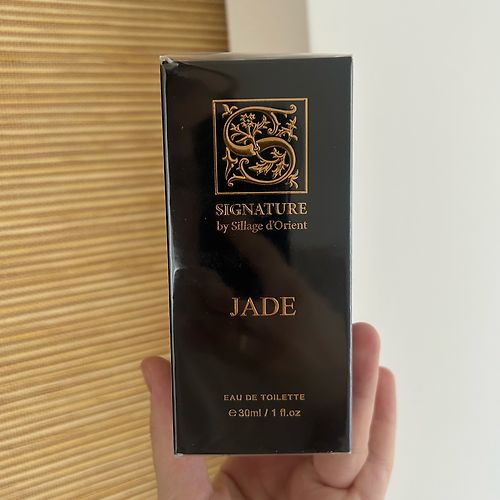 SIGNATURE
by Sillage d'Orient
JADE
EAU DE TOILETTE
℮30ml / 1 fl.oz